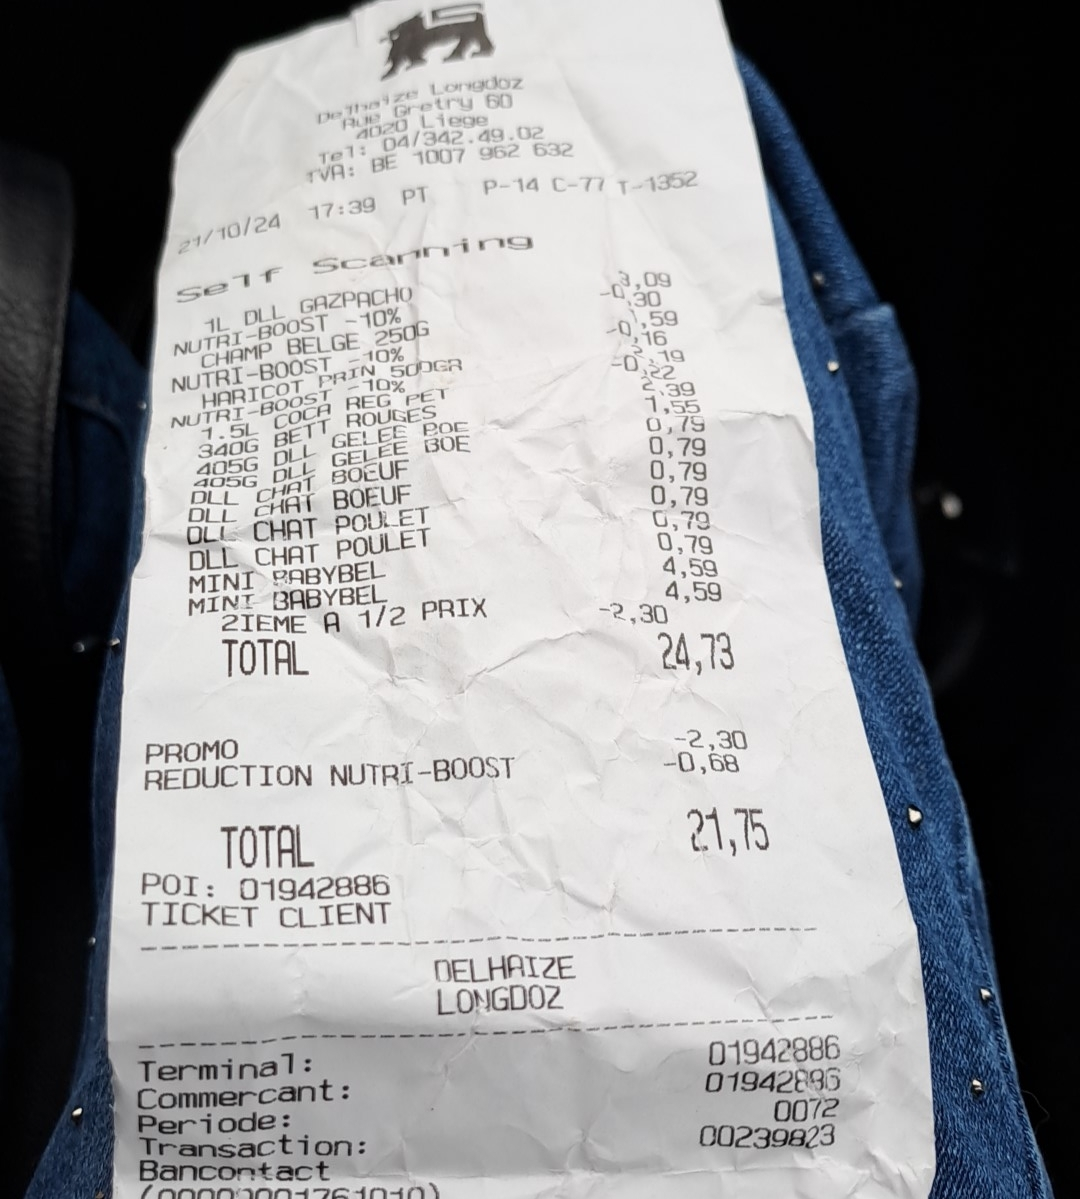 Delhaize Longdoz
Rue Gretry 60
4020 Liege
Tel: 04/342.49.02
TVA: BE 1007 962 632
21/10/24 17:39 PT P-14 C-77 T-1352
Self Scanning
1L DLL GAZPACHO 3,09
NUTRI-BOOST -10% -0,30
CHAMP BELGE 250G 1,59
NUTRI-BOOST -10% -0,16
HARICOT PRIN 500GR 2,19
NUTRI-BOOST -10% -0,22
1.5L COCA REG PET 2,39
340G BETT ROUGES 1,55
405G DLL GELEE BOE 0,79
405G DLL GELEE BOE 0,79
DLL CHAT BOEUF 0,79
DLL CHAT BOEUF 0,79
DLL CHAT POULET 0,79
DLL CHAT POULET 0,79
MINI BABYBEL 4,59
MINI BABYBEL 4,59
2IEME A 1/2 PRIX -2,30
TOTAL 24,73
PROMO -2,30
REDUCTION NUTRI-BOOST -0,68
TOTAL 21,75
POI: 01942886
TICKET CLIENT
DELHAIZE
LONGDOZ
Terminal: 01942886
Commercant: 01942886
Periode: 0072
Transaction: 00239823
Bancontact